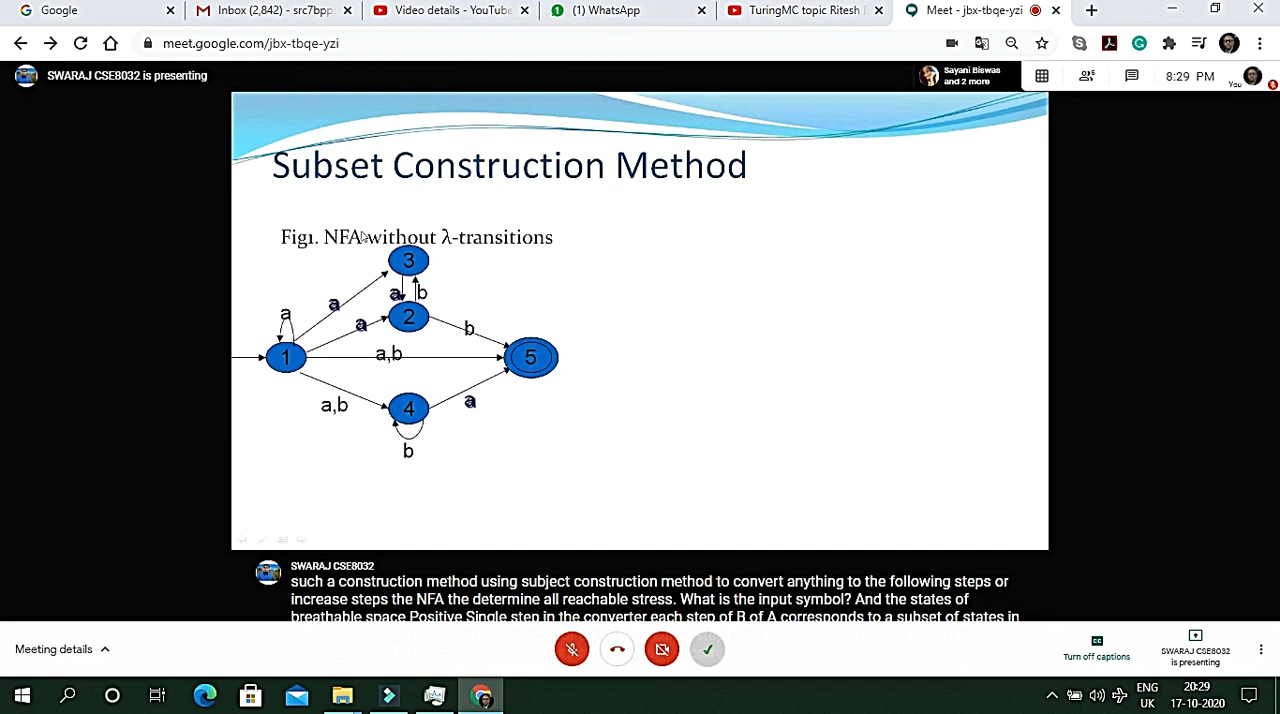 Google
Inbox (2,842) - src7bpp
Video details - YouTube
(1) WhatsApp
TuringMC topic Ritesh
Meet - jbx-tbqe-yzi
meet.google.com/jbx-tbqe-yzi
SWARAJ CSE8032 is presenting
Sayani Biswas
and 2 more
6
8:29 PM
You
Subset Construction Method
Fig1. NFA without λ-transitions
3
a
a b
a
2
a
b
1
a,b
5
a,b
4
a
b
SWARAJ CSE8032
such a construction method using subject construction method to convert anything to the following steps or
increase steps the NFA the determine all reachable stress. What is the input symbol? And the states of
breathable space Positive Single step in the converter each step of B of A corresponds to a subset of states in
Meeting details
CC
Turn off captions
SWARAJ CSE8032
is presenting
ENG
UK
20:29
17-10-2020